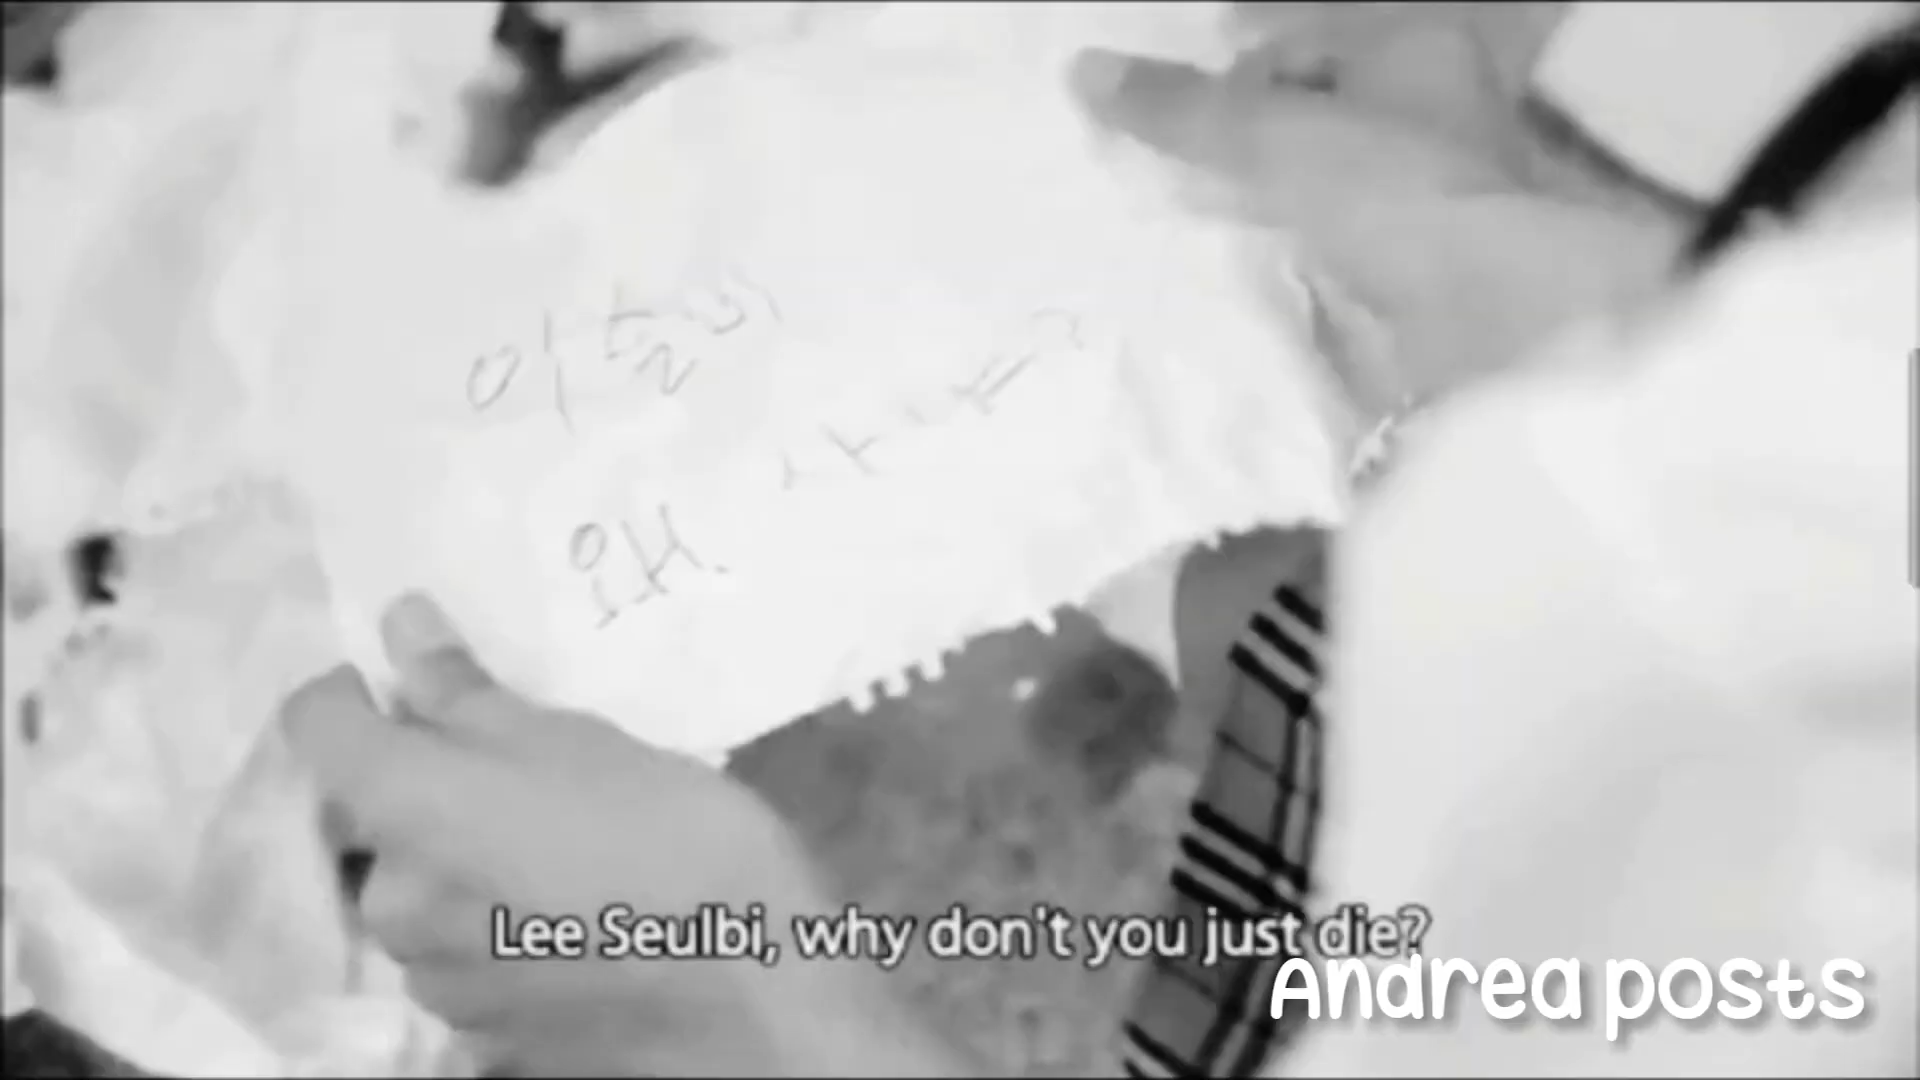 이슬비
Lee Seulbi, why don't you just die?
Andrea posts